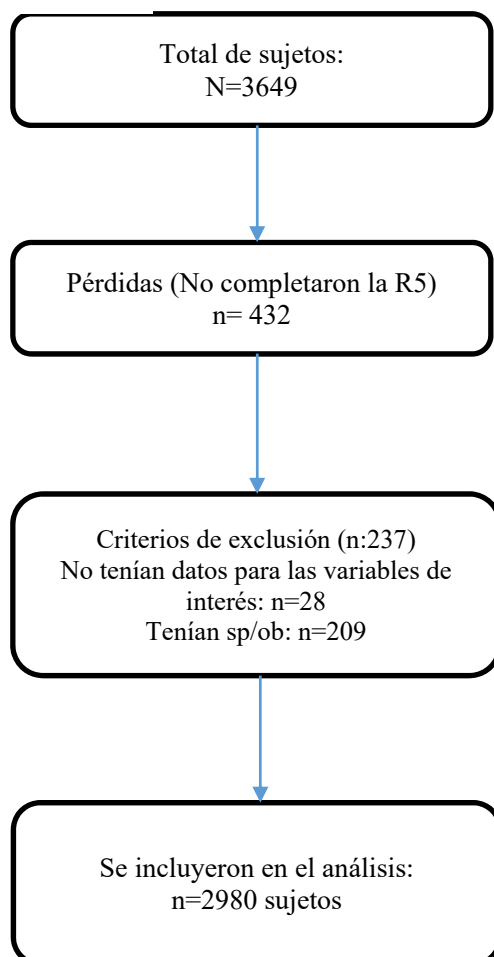 Total de sujetos:
N=3649
Pérdidas (No completaron la R5)
n= 432
Criterios de exclusión (n:237)
No tenían datos para las variables de
interés: n=28
Tenían sp/ob: n=209
Se incluyeron en el análisis:
n=2980 sujetos